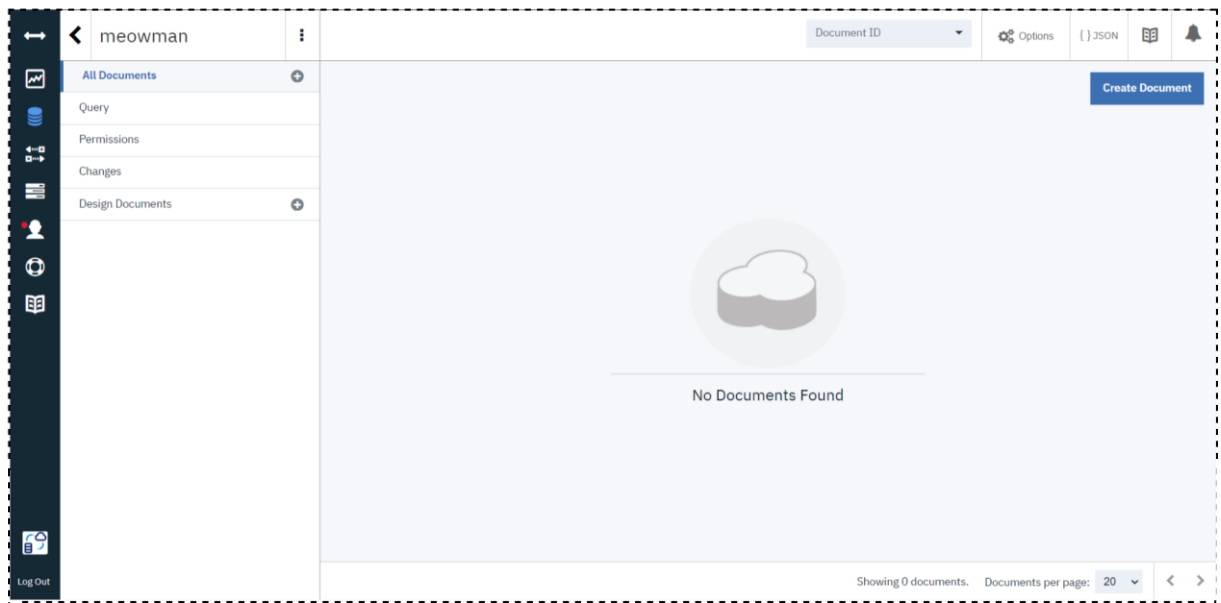 meowman
Document ID
Options
{ } JSON
All Documents
Query
Permissions
Changes
Design Documents
Create Document
No Documents Found
Showing 0 documents. Documents per page: 20
Log Out